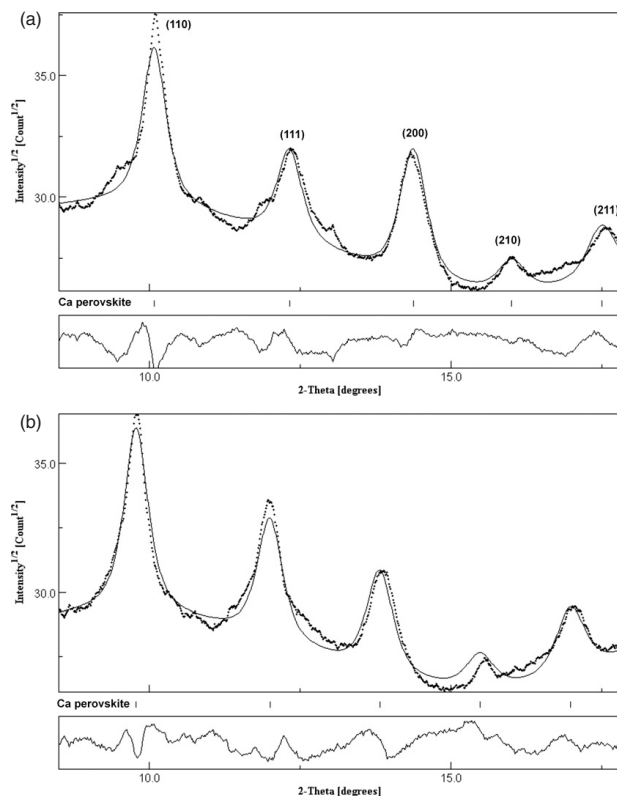 (a)
(110)
35.0
(111)
(200)
Intensity1/2 [Count1/2]
30.0
(210)
(211)
Ca perovskite
10.0
15.0
2-Theta [degrees]
(b)
35.0
Intensity1/2 [Count1/2]
30.0
Ca perovskite
10.0
15.0
2-Theta [degrees]